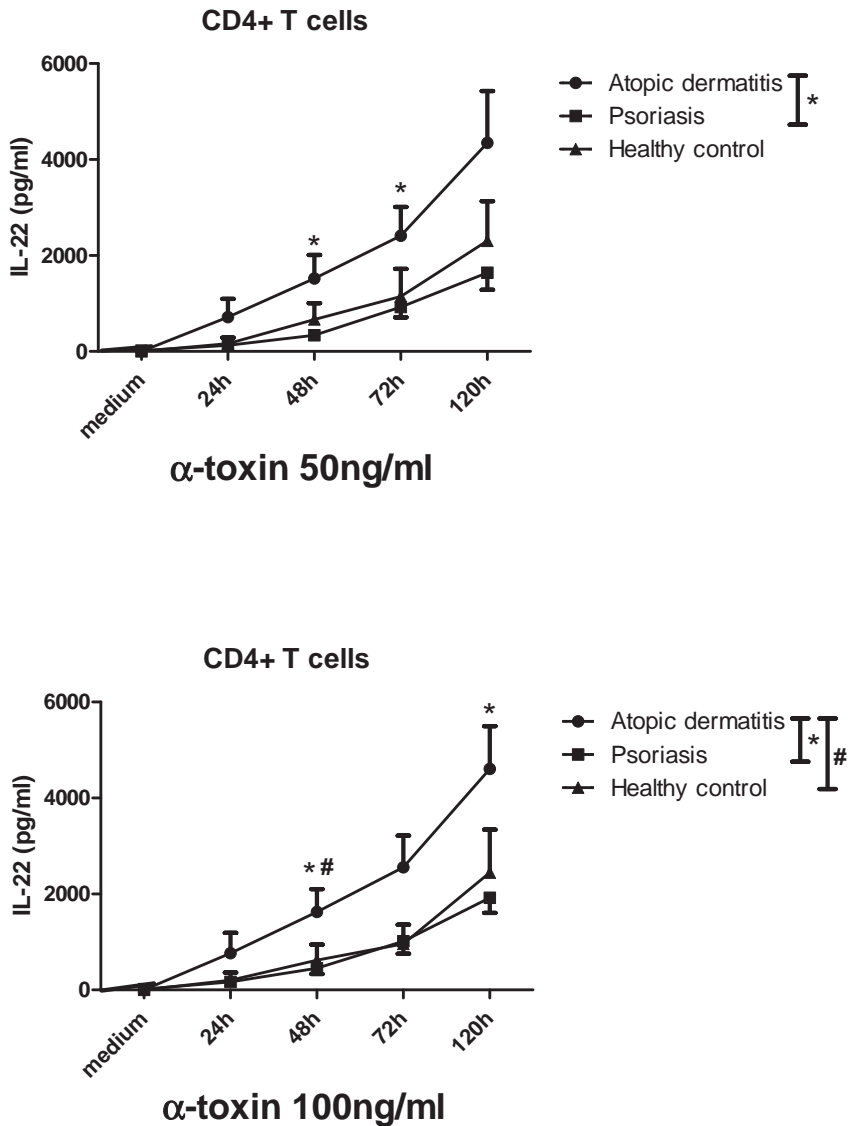 CD4+ T cells
6000
4000
2000
0
IL-22 (pg/ml)
Atopic dermatitis
Psoriasis
Healthy control
*
*
*
medium
24h
48h
72h
120h
α-toxin 50ng/ml
CD4+ T cells
6000
4000
2000
0
IL-22 (pg/ml)
Atopic dermatitis
Psoriasis
Healthy control
*
#
*
* #
medium
24h
48h
72h
120h
α-toxin 100ng/ml